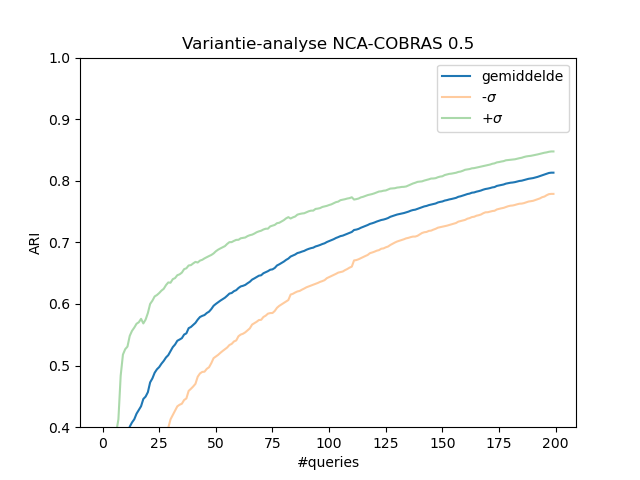 Variantie-analyse NCA-COBRAS 0.5
gemiddelde
-σ
+σ
ARI
1.0
0.9
0.8
0.7
0.6
0.5
0.4
0 25 50 75 100 125 150 175 200
#queries